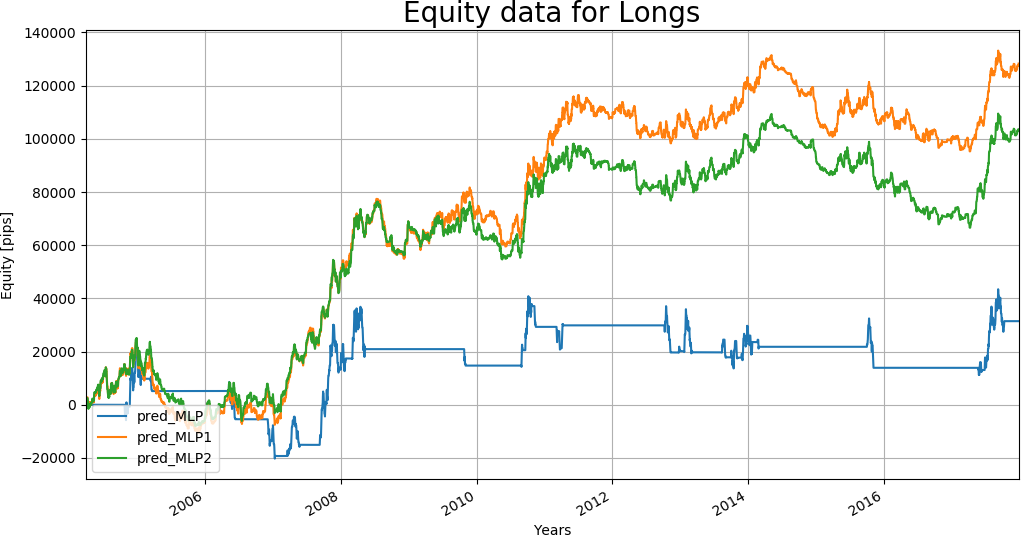 Equity data for Longs
140000
120000
100000
80000
60000
40000
20000
0
−20000
Equity [pips]
pred_MLP
pred_MLP1
pred_MLP2
2006
2008
2010
2012
2014
2016
Years